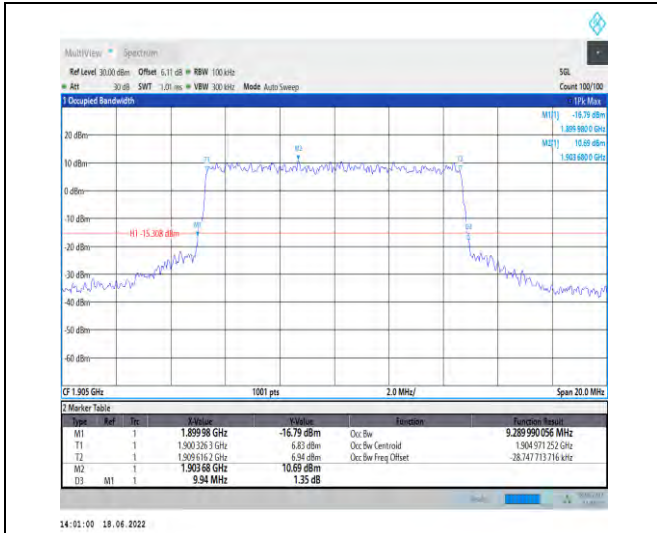 MultiView Spectrum
Ref Level 30.00 dBm Offset 6.11 dB RBW 100 kHz SGL
Att 30 dB SWT 1.01 ms VBW 300 kHz Mode Auto Sweep Count 100/100
1 Occupied Bandwidth 1Pk Max
M1[1] -16.79 dBm
1.899 980 0 GHz
20 dBm M2[1] 10.69 dBm
1.903 680 0 GHz
M2
T1 T2
10 dBm
0 dBm
-10 dBm
M1 D3
H1 -15.308 dBm
-20 dBm
-30 dBm
-40 dBm
-50 dBm
-60 dBm
CF 1.905 GHz 1001 pts 2.0 MHz/ Span 20.0 MHz
2 Marker Table
Type Ref Trc X-Value Y-Value Function Function Result
M1 1 1.899 98 GHz -16.79 dBm Occ Bw 9.289 990 056 MHz
T1 1 1.900 326 3 GHz 6.83 dBm Occ Bw Centroid 1.904 971 252 GHz
T2 1 1.909 616 2 GHz 6.94 dBm Occ Bw Freq Offset -28.747 713 716 kHz
M2 1 1.903 68 GHz 10.69 dBm
D3 M1 1 9.94 MHz 1.35 dB
14:01:00 18.06.2022